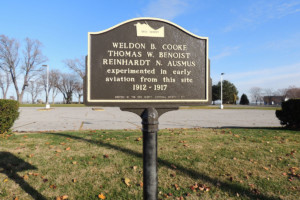 WELDON B. COOKE
THOMAS W. BENOIST
REINHARDT N. AUSMUS
experimented in early
aviation from this site
1912 - 1917